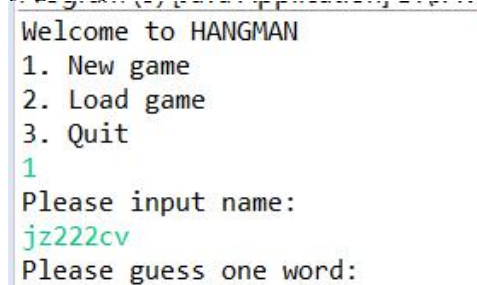 Welcome to HANGMAN
1. New game
2. Load game
3. Quit
1
Please input name:
jz222cv
Please guess one word: